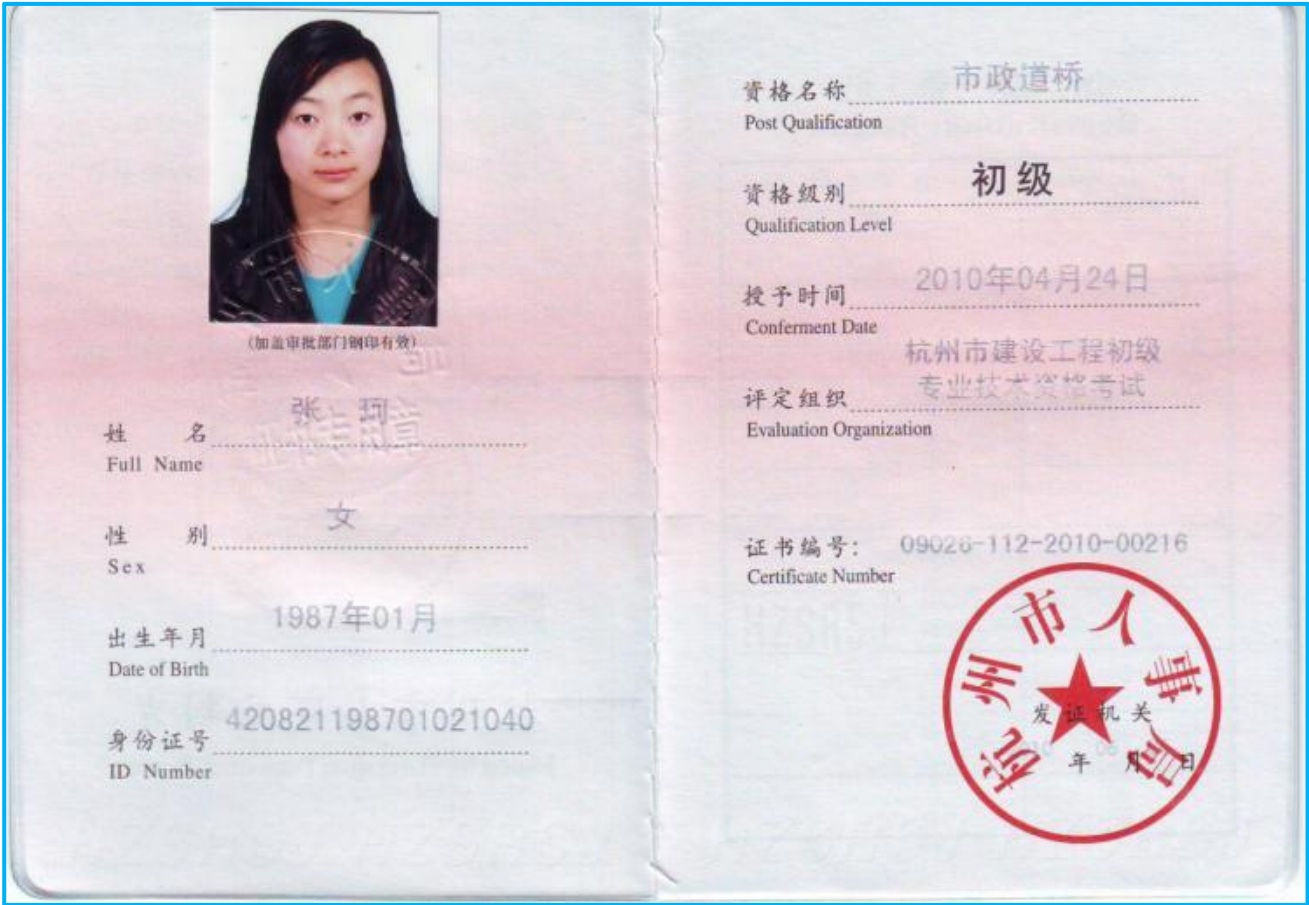 (加盖审批部门钢印有效)
姓 名 张 珂
Full Name
性 别 女
Sex
出生年月 1987年01月
Date of Birth
身份证号 420821198701021040
ID Number
资格名称 市政道桥
Post Qualification
资格级别 初级
Qualification Level
授予时间 2010年04月24日
Conferment Date
杭州市建设工程初级
评定组织 专业技术资格考试
Evaluation Organization
证书编号: 09026-112-2010-00216
Certificate Number
杭州市人事局
发证机关
年 月 日